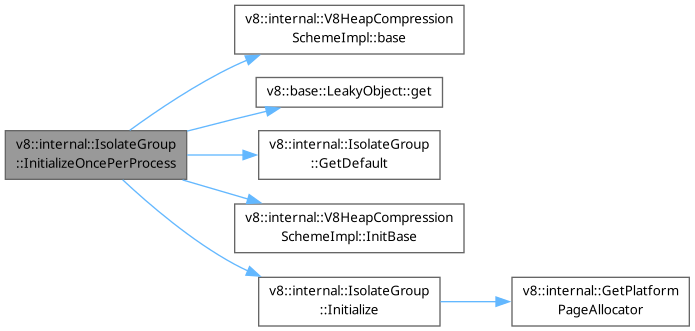 v8::internal::V8HeapCompression
SchemeImpl::base
v8::base::LeakyObject::get
v8::internal::IsolateGroup
::InitializeOncePerProcess
v8::internal::IsolateGroup
::GetDefault
v8::internal::V8HeapCompression
SchemeImpl::InitBase
v8::internal::IsolateGroup
::Initialize
v8::internal::GetPlatform
PageAllocator